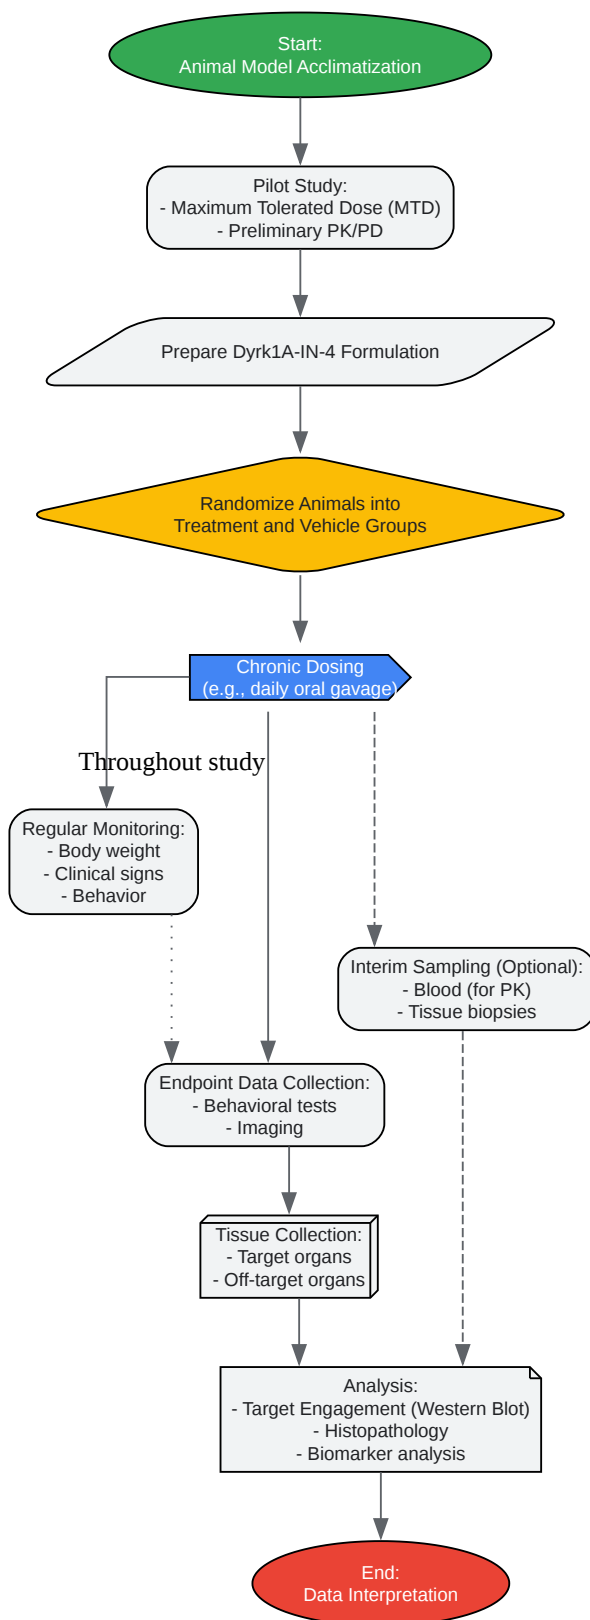 Start:
Animal Model Acclimatization
Pilot Study:
- Maximum Tolerated Dose (MTD)
- Preliminary PK/PD
Prepare Dyrk1A-IN-4 Formulation
Randomize Animals into
Treatment and Vehicle Groups
Chronic Dosing
(e.g., daily oral gavage)
Throughout study
Regular Monitoring:
- Body weight
- Clinical signs
- Behavior
Interim Sampling (Optional):
- Blood (for PK)
- Tissue biopsies
Endpoint Data Collection:
- Behavioral tests
- Imaging
Tissue Collection:
- Target organs
- Off-target organs
Analysis:
- Target Engagement (Western Blot)
- Histopathology
- Biomarker analysis
End:
Data Interpretation